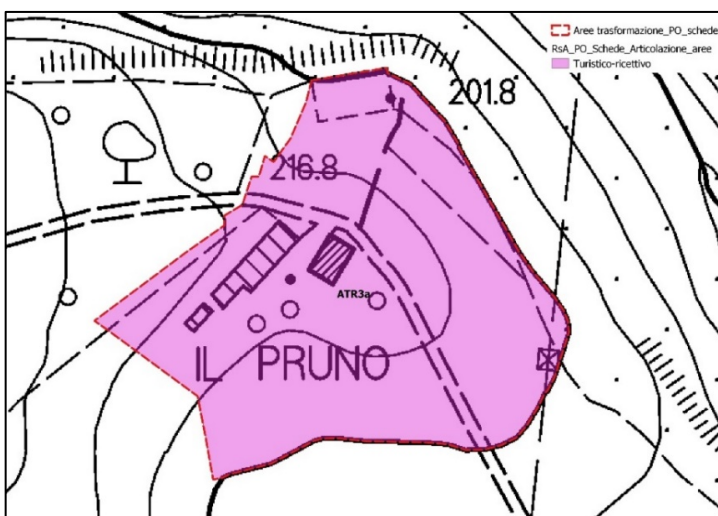 Aree trasformazione_PO_schede
RsA_PO_Schede_Articolazione_aree
Turistico-ricettivo
201.8
216.8
ATR3a
IL PRUNO